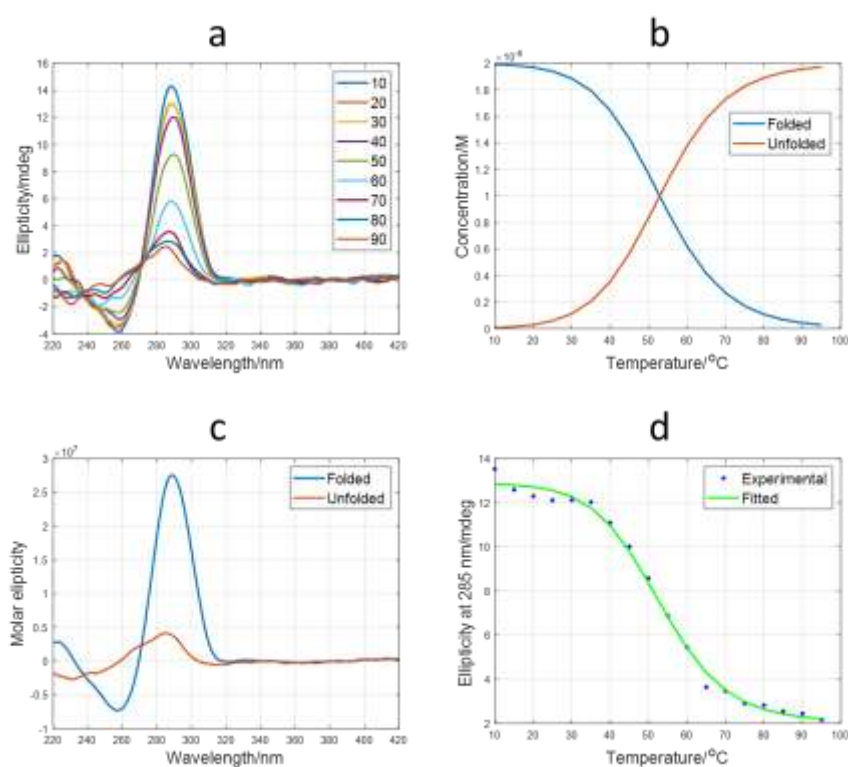 a
Ellipticity/mdeg
16
14
12
10
8
6
4
2
0
-2
-4
220 240 260 280 300 320 340 360 380 400 420
Wavelength/nm
10
20
30
40
50
60
70
80
90
b
Concentration/M
2
1.8
1.6
1.4
1.2
1
0.8
0.6
0.4
0.2
0
10 20 30 40 50 60 70 80 90 100
Temperature/°C
Folded
Unfolded
c
×10⁷
Molar elipticity
3
2.5
2
1.5
1
0.5
0
-0.5
-1
220 240 260 280 300 320 340 360 380 400 420
Wavelength/nm
Folded
Unfolded
d
Ellipticity at 285 nm/mdeg
14
12
10
8
6
4
2
10 20 30 40 50 60 70 80 90 100
Temperature/°C
Experimental
Fitted